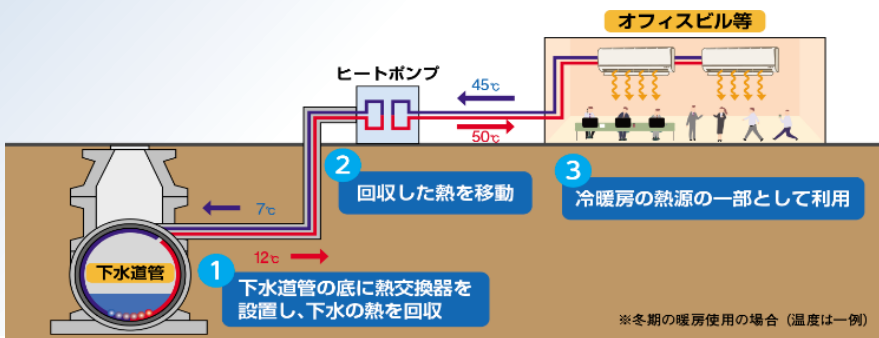 オフィスビル等
ヒートポンプ
45℃
50℃
2
回収した熱を移動
3
冷暖房の熱源の一部として利用
7℃
12℃
下水道管
1
下水道管の底に熱交換器を
設置し、下水の熱を回収
※冬期の暖房使用の場合（温度は一例）